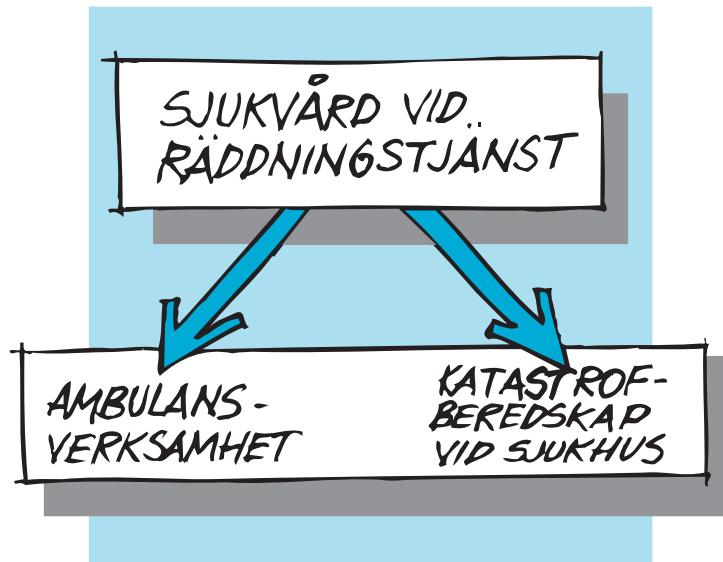 SJUKVÅRD VID
RÄDDNINGSTJÄNST
AMBULANS-
VERKSAMHET
KATASTROF-
BEREDSKAP
VID SJUKHUS